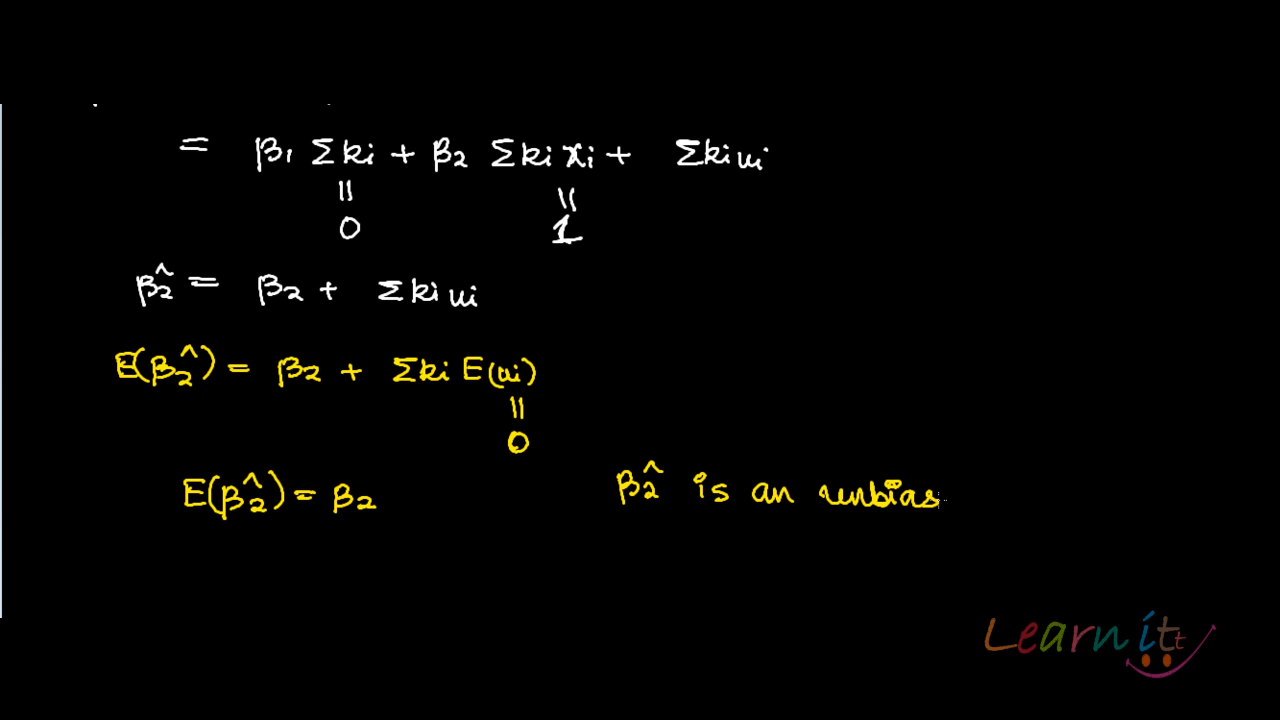 = β₁ Σki + β₂ Σki xi + Σki ui
॥ ॥
0 1
β₂^ = β₂ + Σki ui
E(β₂^) = β₂ + Σki E(ui)
॥
0
E(β₂^) = β₂ β₂^ is an unbias
Learnitt